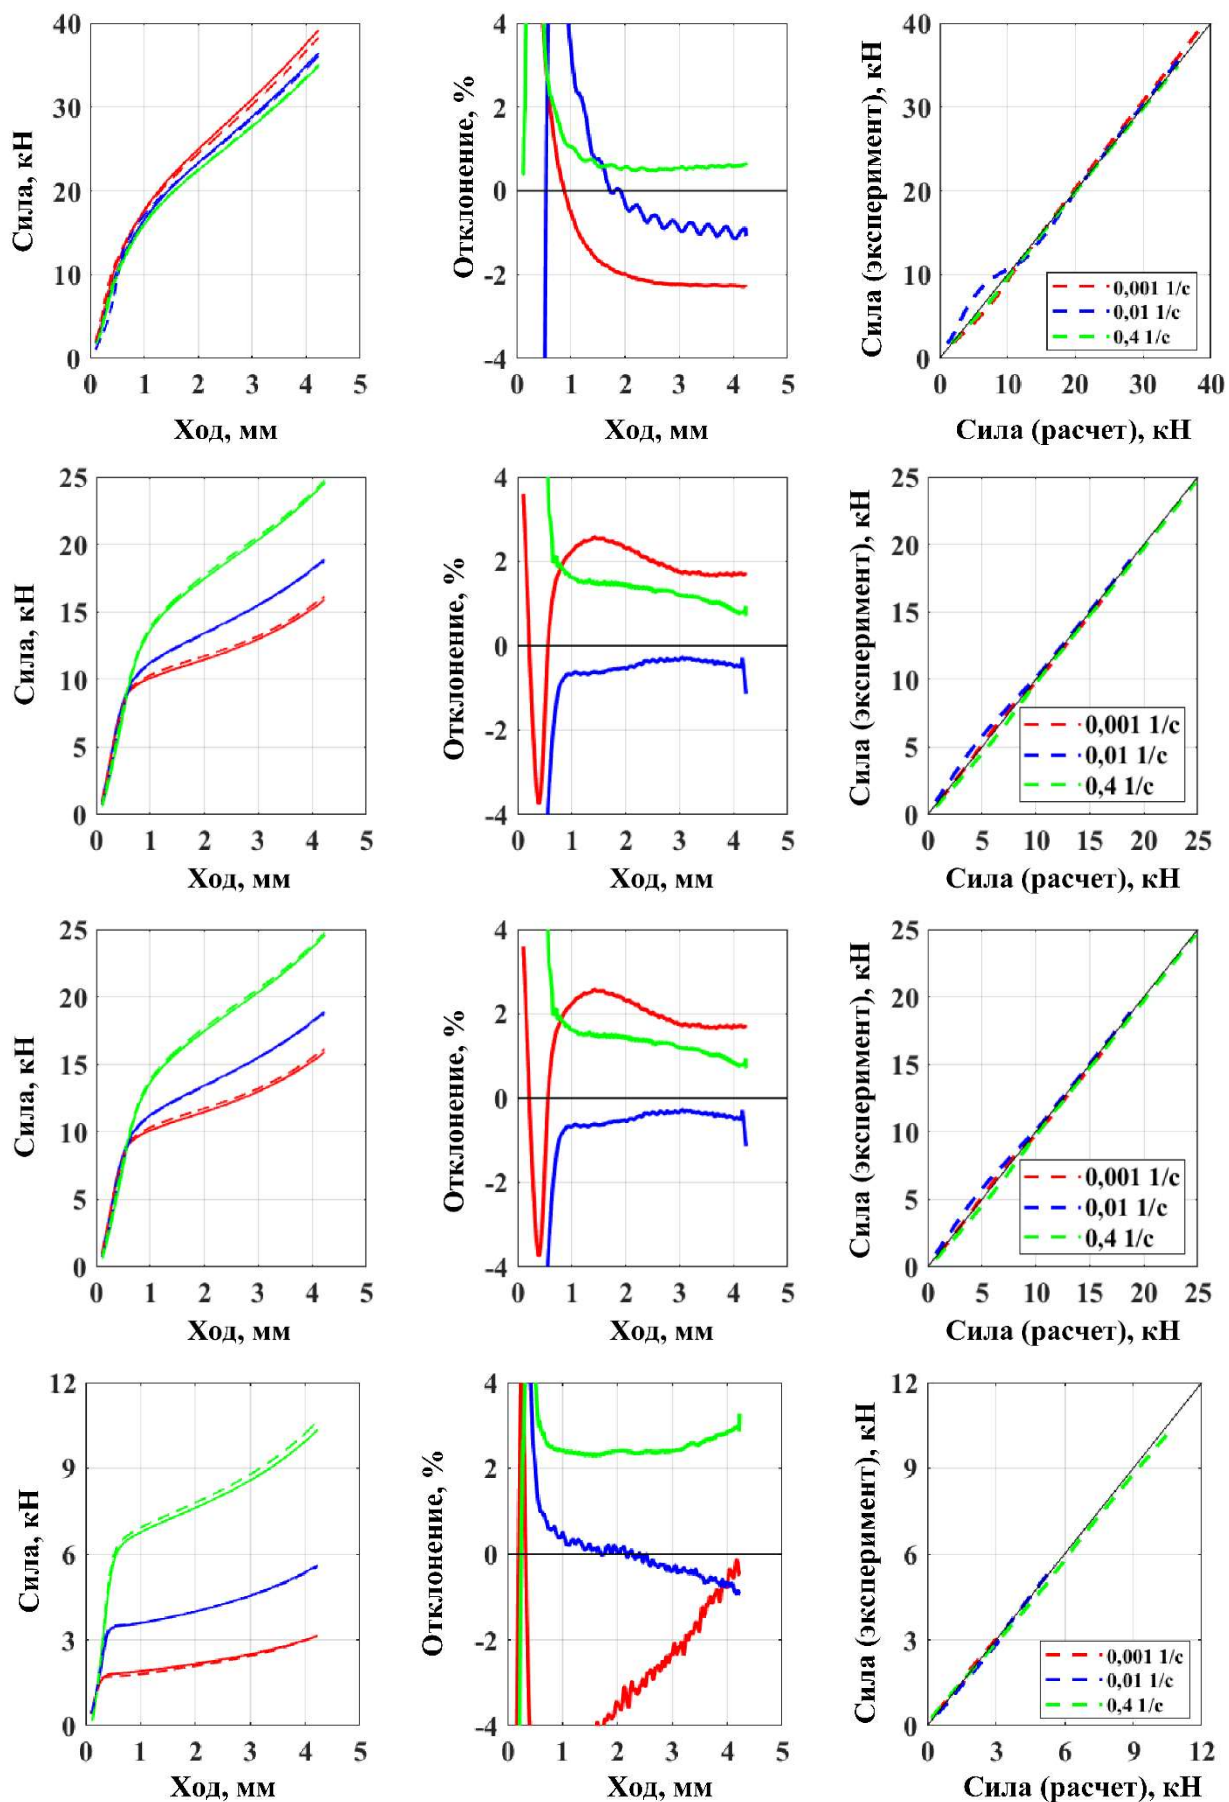 Сила, кН
40
30
20
10
0
0 1 2 3 4 5
Ход, мм
Отклонение, %
4
2
0
-2
-4
0 1 2 3 4 5
Ход, мм
Сила (эксперимент), кН
40
30
20
10
0
0,001 1/с
0,01 1/с
0,4 1/с
0 10 20 30 40
Сила (расчет), кН
Сила, кН
25
20
15
10
5
0
0 1 2 3 4 5
Ход, мм
Отклонение, %
4
2
0
-2
-4
0 1 2 3 4 5
Ход, мм
Сила (эксперимент), кН
25
20
15
10
5
0
0,001 1/с
0,01 1/с
0,4 1/с
0 5 10 15 20 25
Сила (расчет), кН
Сила, кН
25
20
15
10
5
0
0 1 2 3 4 5
Ход, мм
Отклонение, %
4
2
0
-2
-4
0 1 2 3 4 5
Ход, мм
Сила (эксперимент), кН
25
20
15
10
5
0
0,001 1/с
0,01 1/с
0,4 1/с
0 5 10 15 20 25
Сила (расчет), кН
Сила, кН
12
9
6
3
0
0 1 2 3 4 5
Ход, мм
Отклонение, %
4
2
0
-2
-4
0 1 2 3 4 5
Ход, мм
Сила (эксперимент), кН
12
9
6
3
0
0,001 1/с
0,01 1/с
0,4 1/с
0 3 6 9 12
Сила (расчет), кН